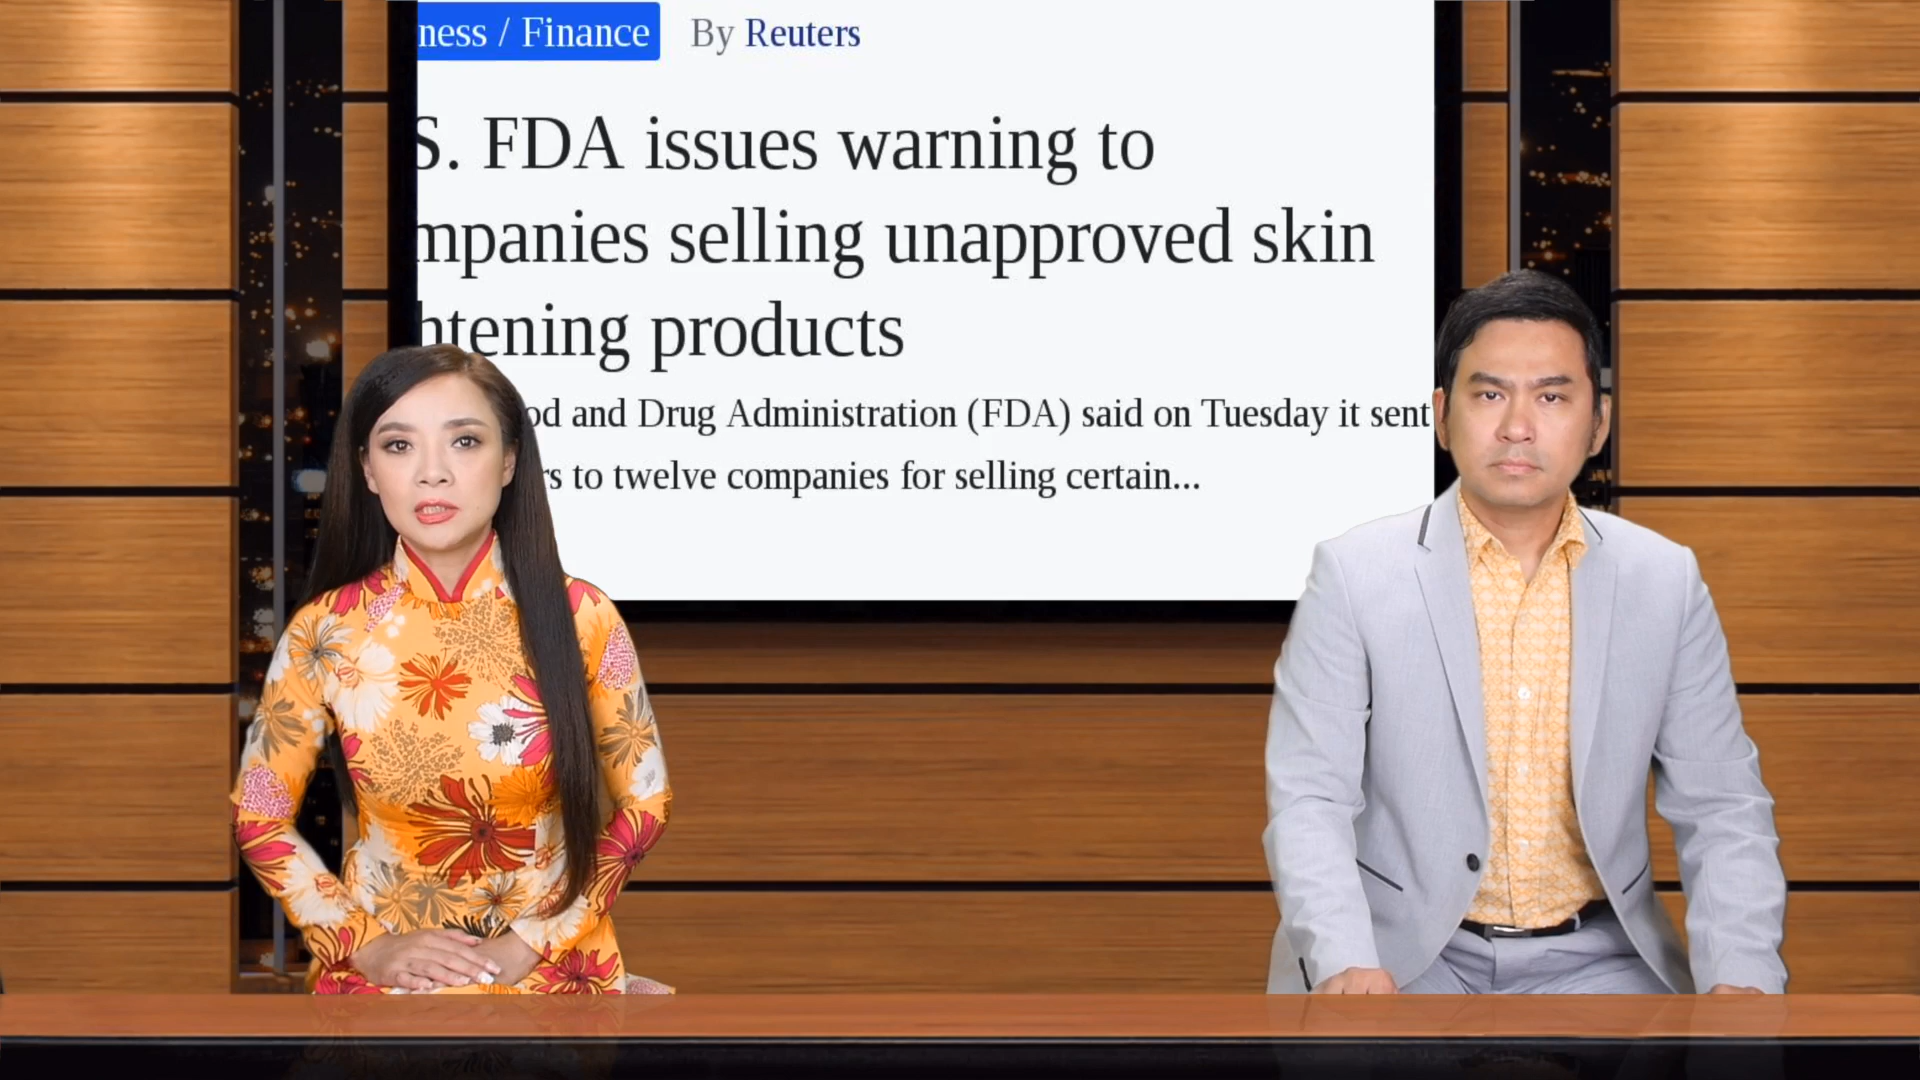 ness / Finance By Reuters
S. FDA issues warning to
mpanies selling unapproved skin
htening products
od and Drug Administration (FDA) said on Tuesday it sent
rs to twelve companies for selling certain...